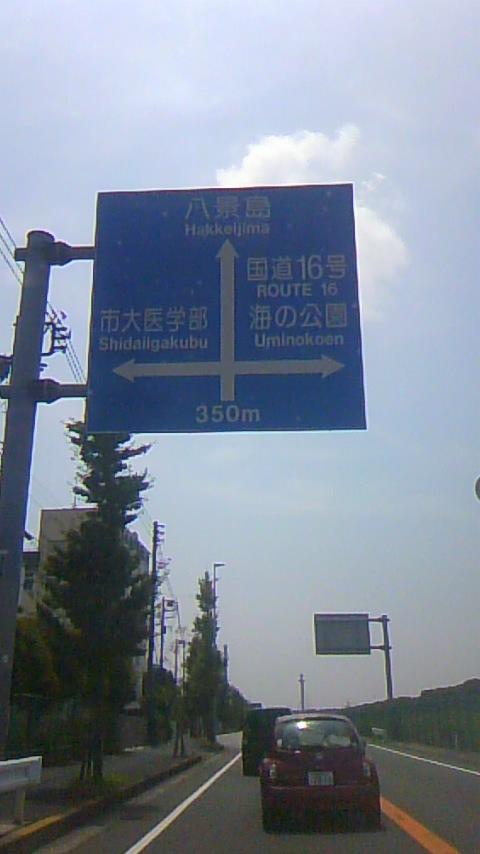 八景島
Hakkeijima
国道16号
ROUTE 16
市大医学部
Shidaiigakubu
海の公園
Uminokoen
350m